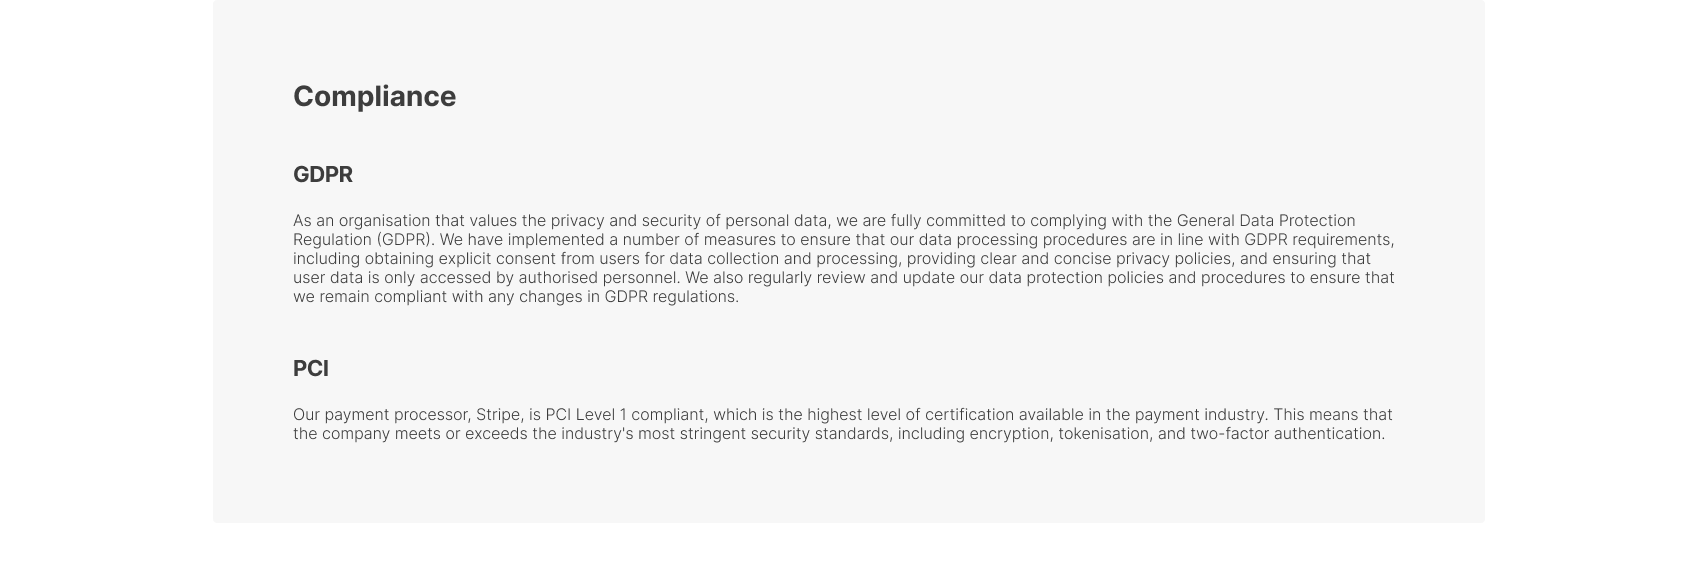 Compliance
GDPR
As an organisation that values the privacy and security of personal data, we are fully committed to complying with the General Data Protection
Regulation (GDPR). We have implemented a number of measures to ensure that our data processing procedures are in line with GDPR requirements,
including obtaining explicit consent from users for data collection and processing, providing clear and concise privacy policies, and ensuring that
user data is only accessed by authorised personnel. We also regularly review and update our data protection policies and procedures to ensure that
we remain compliant with any changes in GDPR regulations.
PCI
Our payment processor, Stripe, is PCI Level 1 compliant, which is the highest level of certification available in the payment industry. This means that
the company meets or exceeds the industry's most stringent security standards, including encryption, tokenisation, and two-factor authentication.